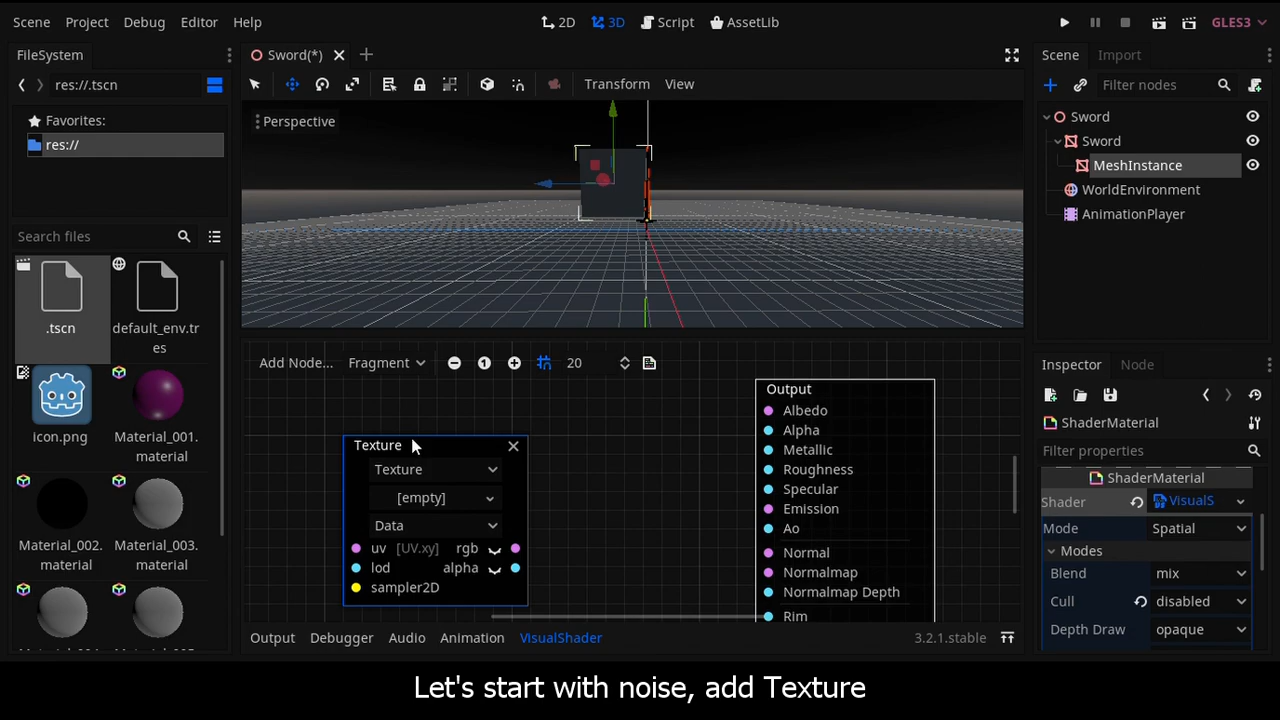 Scene Project Debug Editor Help
2D 3D Script AssetLib
GLES3
FileSystem
res://.tscn
Favorites:
res://
Search files
.tscn
default_env.tr
es
icon.png
Material_001.
material
Material_002.
material
Material_003.
material
Sword(*)
Transform View
Perspective
Add Node... Fragment 1 20
Texture
Texture
[empty]
Data
uv [UV.xy] rgb
lod alpha
sampler2D
Output
Albedo
Alpha
Metallic
Roughness
Specular
Emission
Ao
Normal
Normalmap
Normalmap Depth
Rim
Output Debugger Audio Animation VisualShader 3.2.1.stable
Scene Import
Filter nodes
Sword
Sword
MeshInstance
WorldEnvironment
AnimationPlayer
Inspector Node
ShaderMaterial
Filter properties
ShaderMaterial
Shader VisualS
Mode Spatial
Modes
Blend mix
Cull disabled
Depth Draw opaque
Let's start with noise, add Texture